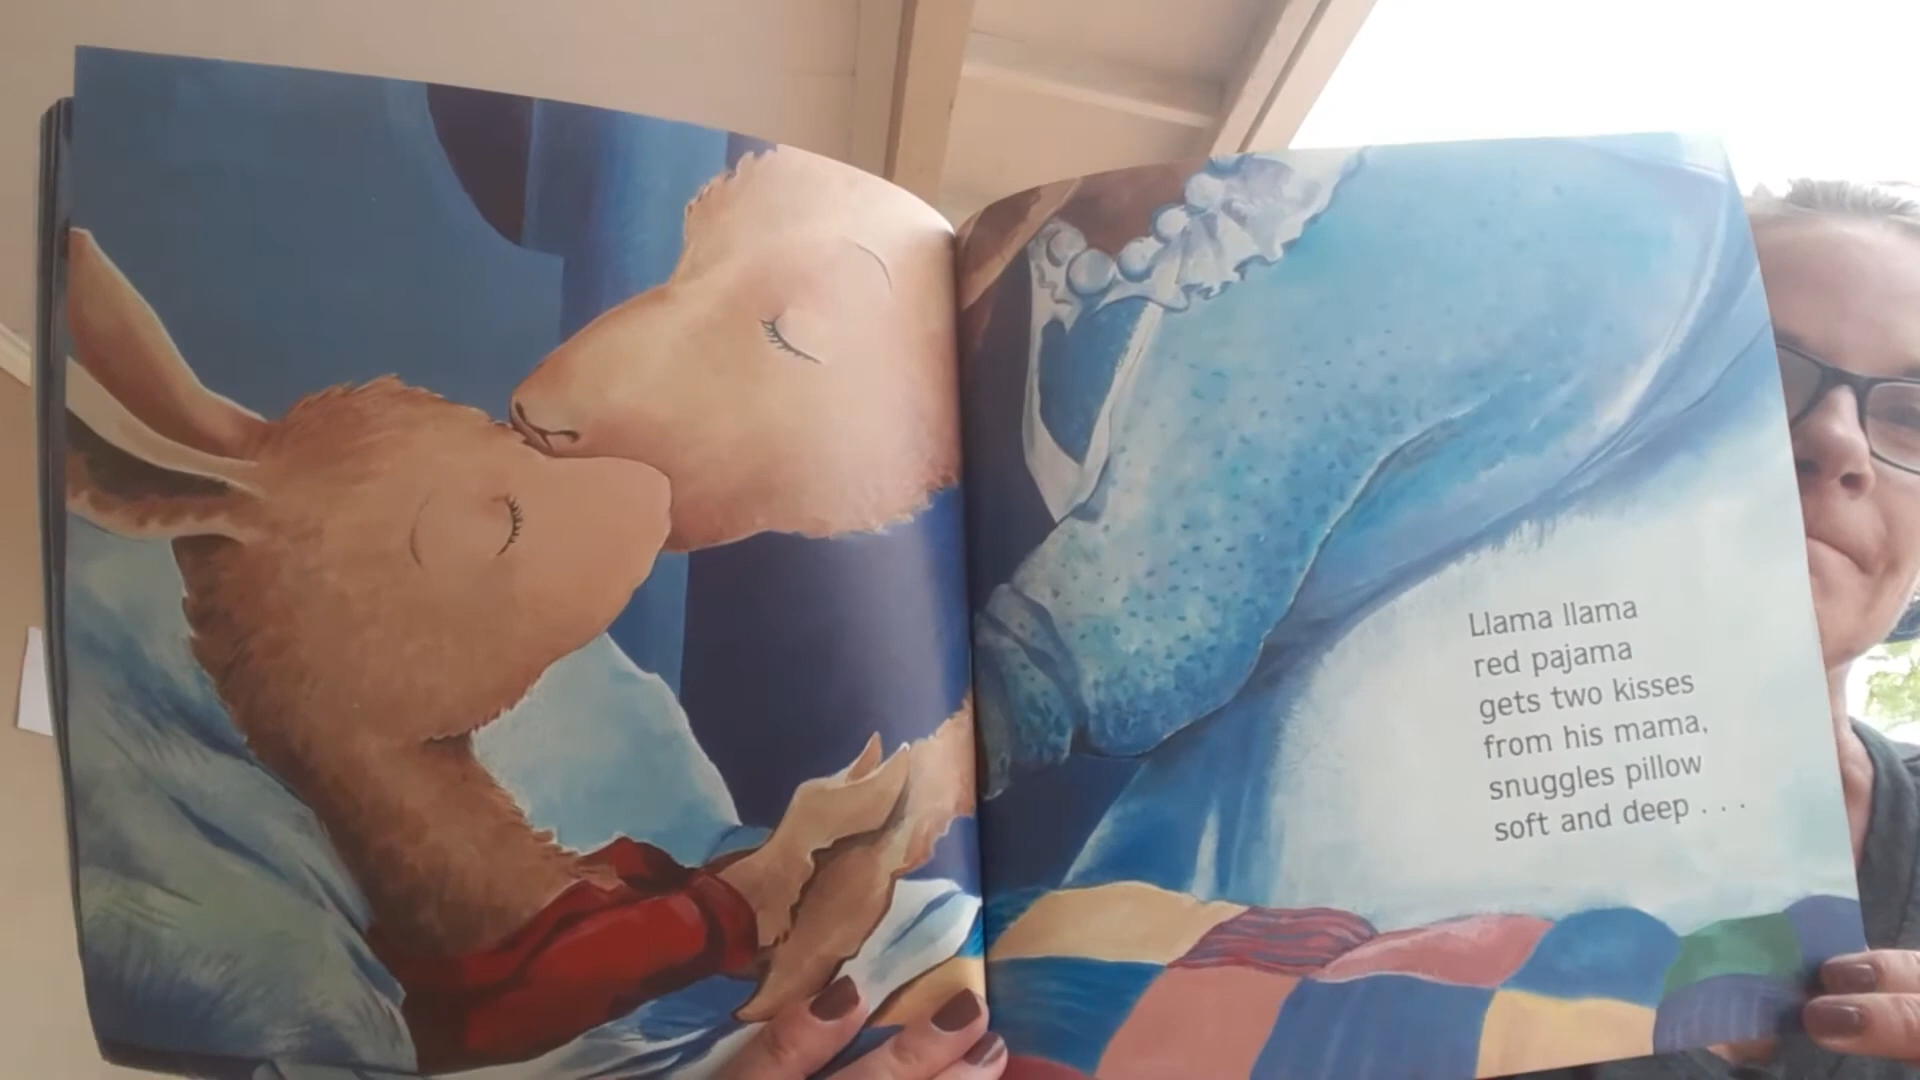 Llama llama
red pajama
gets two kisses
from his mama,
snuggles pillow
soft and deep . . .